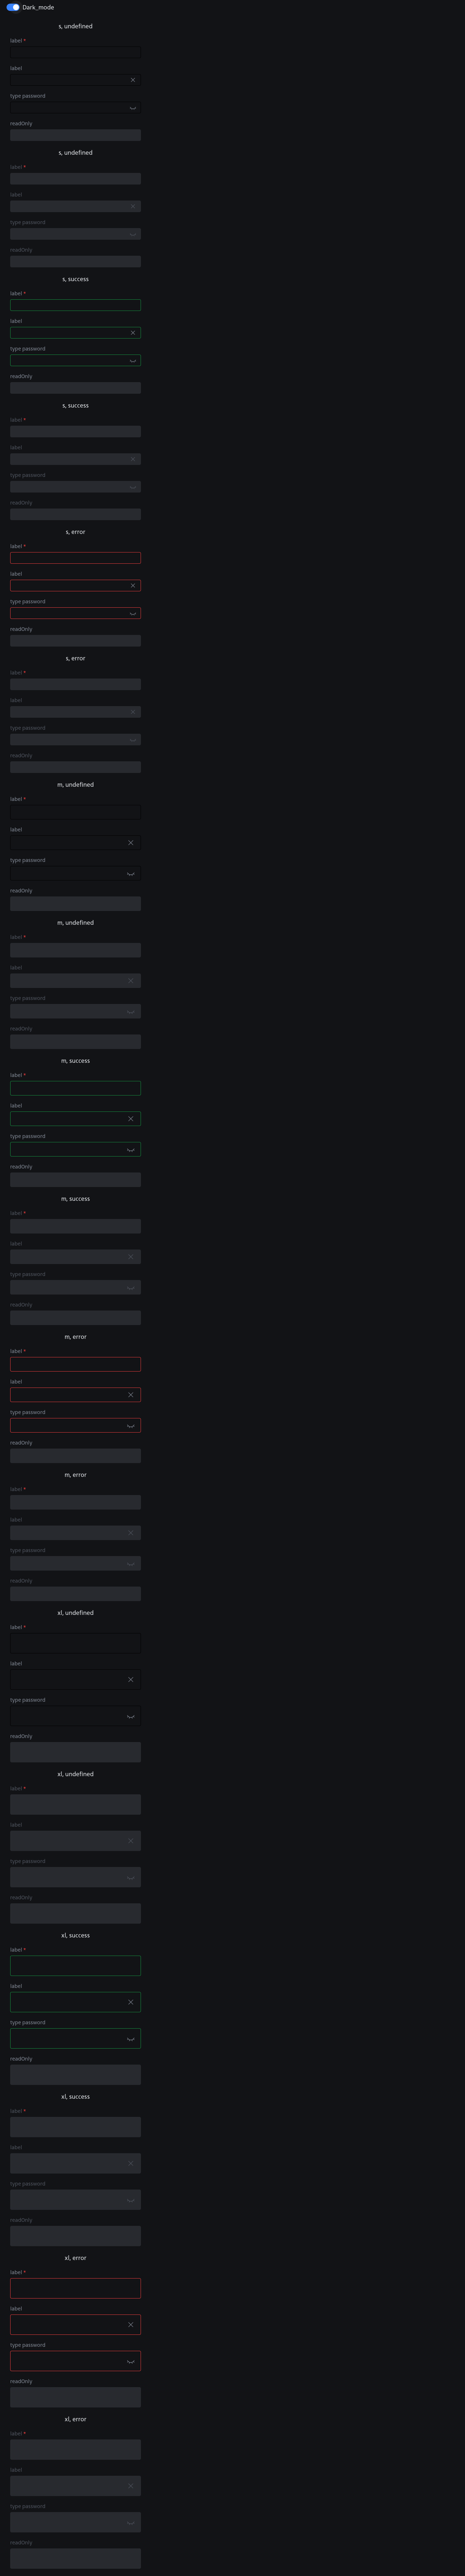 Dark_mode
s, undefined
label *
label
type password
readOnly
s, undefined
label *
label
type password
readOnly
s, success
label *
label
type password
readOnly
s, success
label *
label
type password
readOnly
s, error
label *
label
type password
readOnly
s, error
label *
label
type password
readOnly
m, undefined
label *
label
type password
readOnly
m, undefined
label *
label
type password
readOnly
m, success
label *
label
type password
readOnly
m, success
label *
label
type password
readOnly
m, error
label *
label
type password
readOnly
m, error
label *
label
type password
readOnly
xl, undefined
label *
label
type password
readOnly
xl, undefined
label *
label
type password
readOnly
xl, success
label *
label
type password
readOnly
xl, success
label *
label
type password
readOnly
xl, error
label *
label
type password
readOnly
xl, error
label *
label
type password
readOnly